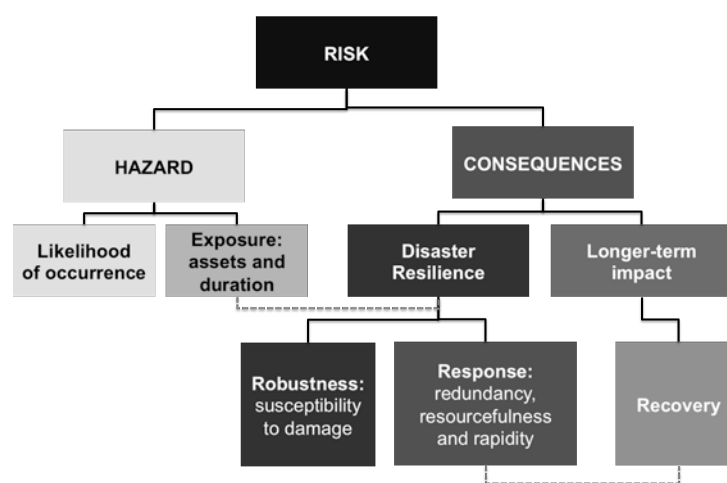 RISK
HAZARD
CONSEQUENCES
Likelihood
of occurrence
Exposure:
assets and
duration
Disaster
Resilience
Longer-term
impact
Robustness:
susceptibility
to damage
Response:
redundancy,
resourcefulness
and rapidity
Recovery